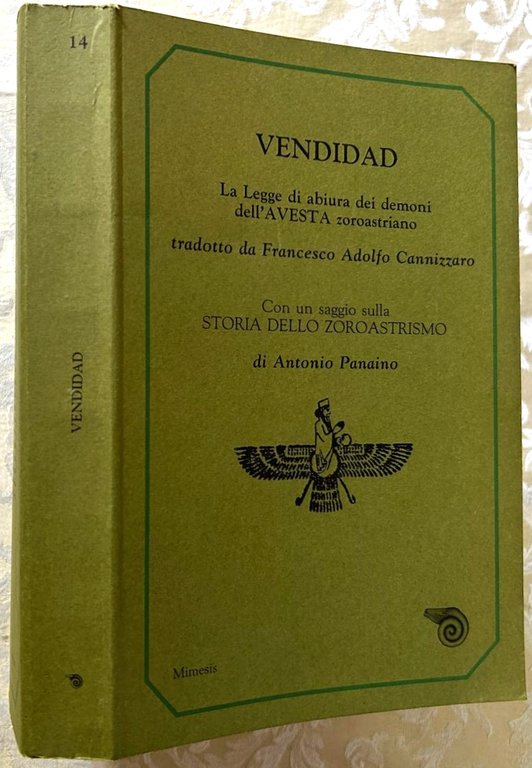 14
VENDIDAD
VENDIDAD
La Legge di abiura dei demoni
dell'AVESTA zoroastriano
tradotto da Francesco Adolfo Cannizzaro
Con un saggio sulla
STORIA DELLO ZOROASTRISMO
di Antonio Panaino
Mimesis